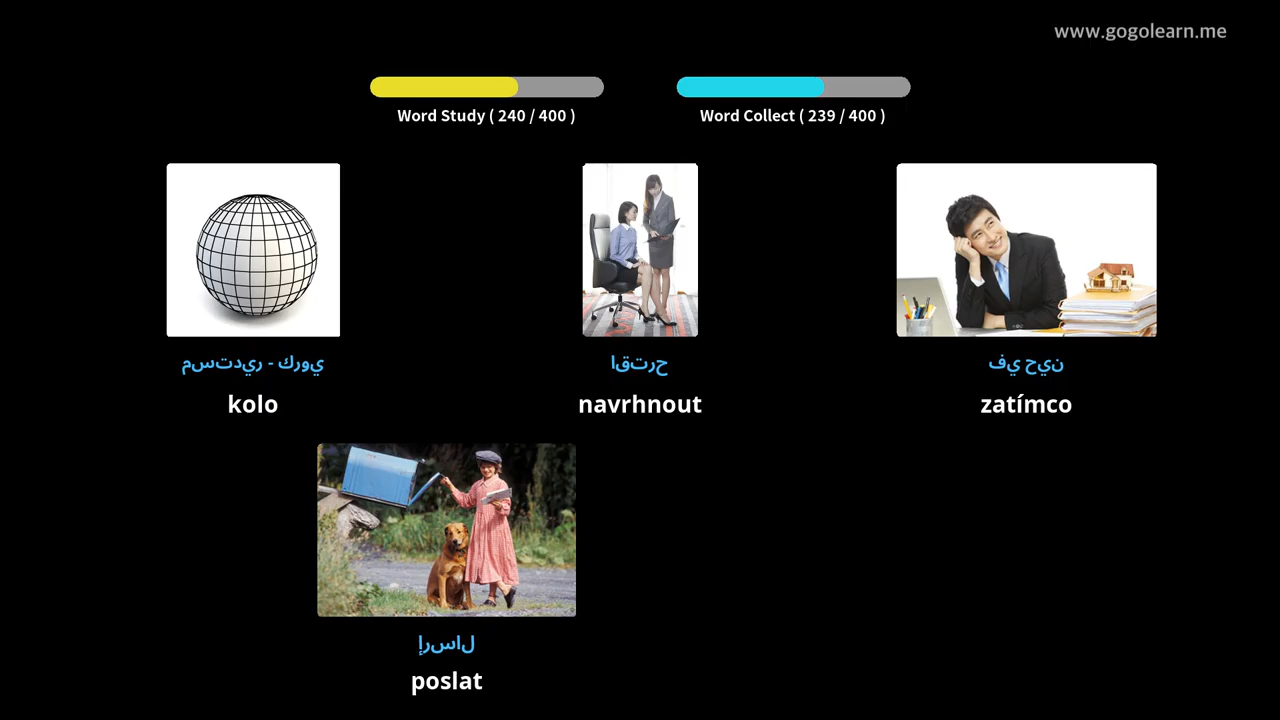 www.gogolearn.me
Word Study ( 240 / 400 )
Word Collect ( 239 / 400 )
مستدير - كروي
اقترح
في حين
kolo
navrhnout
zatímco
إرسال
poslat